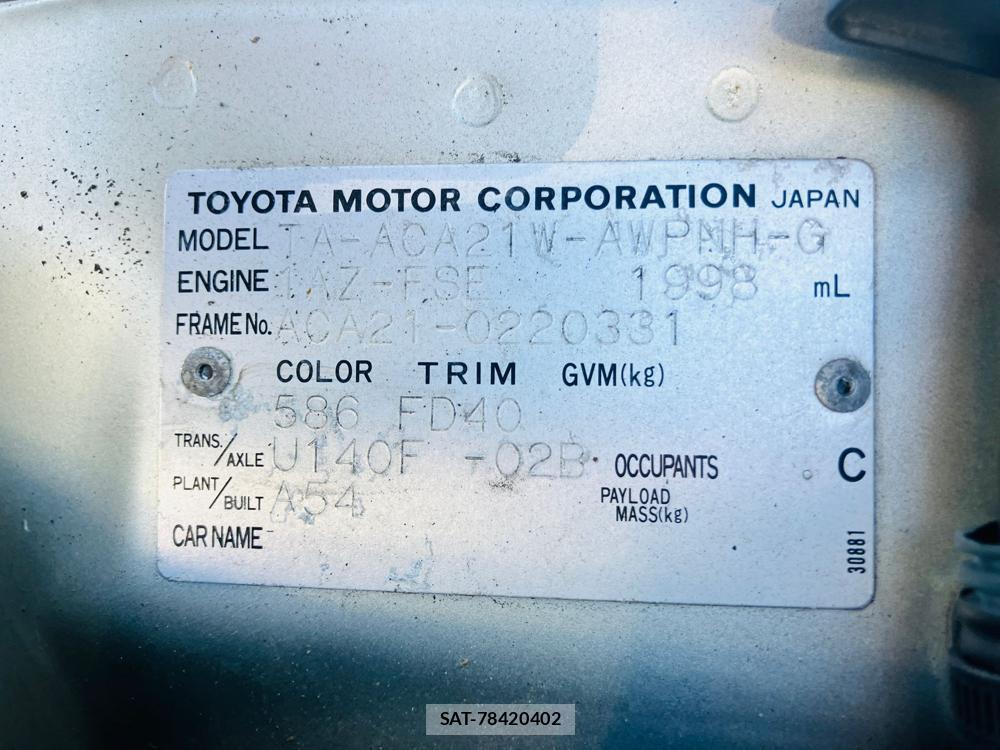 TOYOTA MOTOR CORPORATION JAPAN
MODEL TA-ACA21W-AWPNH-G
ENGINE 1AZ-FSE 1998 mL
FRAME No. ACA21-0220331
COLOR TRIM GVM(kg)
586 FD40
TRANS./AXLE U140F -02B OCCUPANTS C
PLANT/BUILT A54 PAYLOAD MASS(kg)
CAR NAME
30881
SAT-78420402